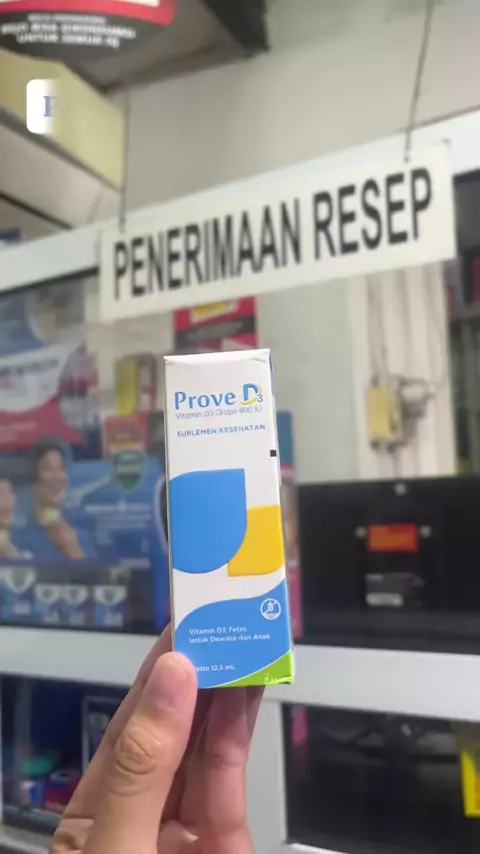 PENERIMAAN RESEP
Prove D3
Vitamin D3 Drops 400 IU
SUPLEMEN KESEHATAN
Vitamin D3 Tetes
untuk Dewasa dan Anak
Netto 12,5 mL